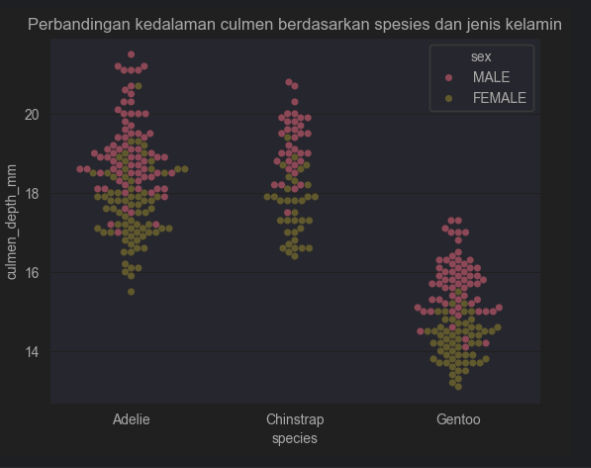 Perbandingan kedalaman culmen berdasarkan spesies dan jenis kelamin
sex
MALE
FEMALE
20
18
16
14
culmen_depth_mm
Adelie
Chinstrap
Gentoo
species